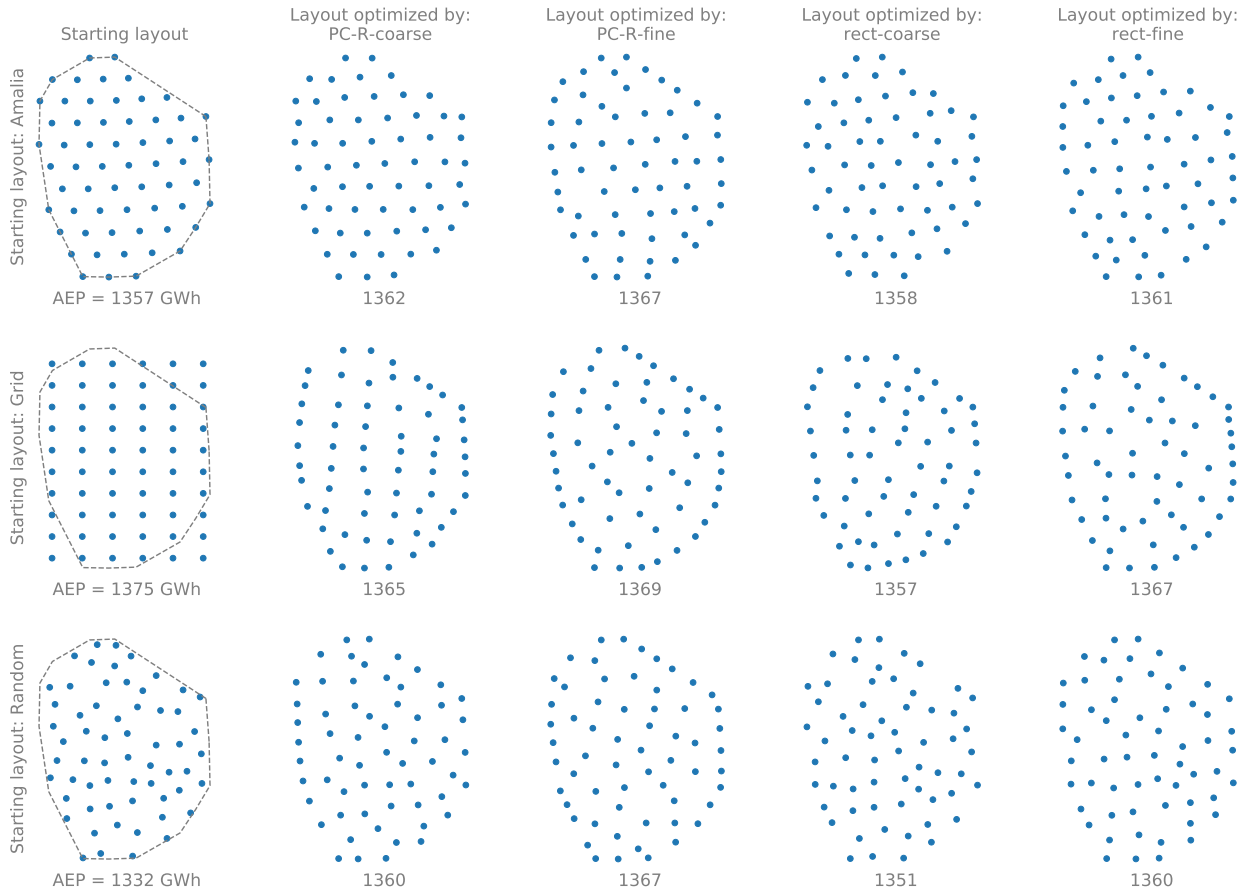 Starting layout
Layout optimized by:
PC-R-coarse
Layout optimized by:
PC-R-fine
Layout optimized by:
rect-coarse
Layout optimized by:
rect-fine
Starting layout: Amalia
AEP = 1357 GWh
1362
1367
1358
1361
Starting layout: Grid
AEP = 1375 GWh
1365
1369
1357
1367
Starting layout: Random
AEP = 1332 GWh
1360
1367
1351
1360